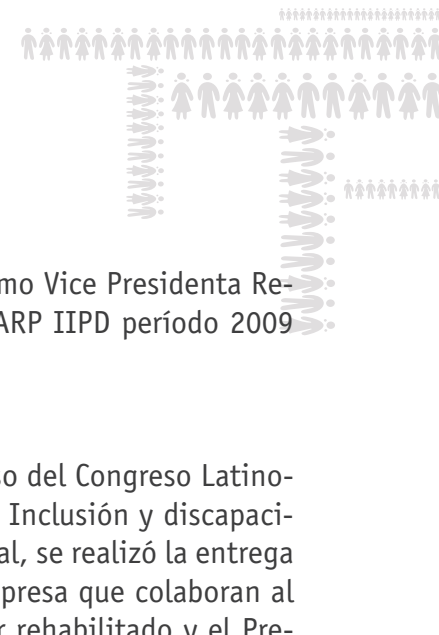 mo Vice Presidenta Re-
ARP IIPD período 2009
so del Congreso Latino-
Inclusión y discapaci-
al, se realizó la entrega
presa que colaboran al
r rehabilitado y el Pre-